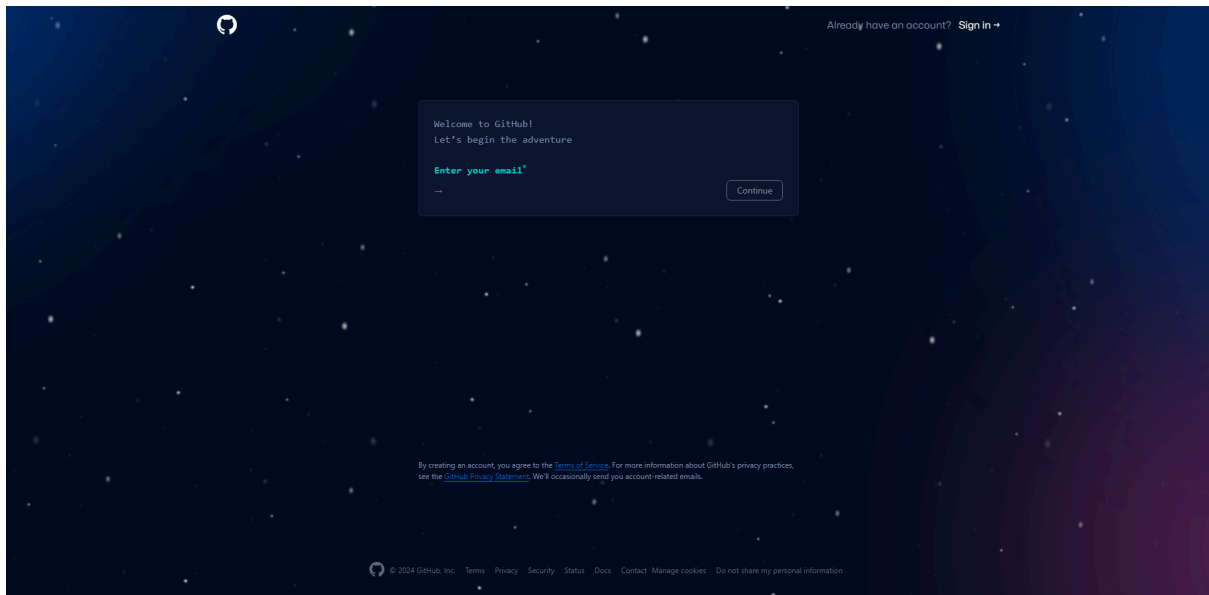 Already have an account? Sign in →
Welcome to GitHub!
Let's begin the adventure
Enter your email*
→
Continue
By creating an account, you agree to the Terms of Service. For more information about GitHub's privacy practices,
see the GitHub Privacy Statement. We'll occasionally send you account-related emails.
© 2024 GitHub, Inc. Terms Privacy Security Status Docs Contact Manage cookies Do not share my personal information